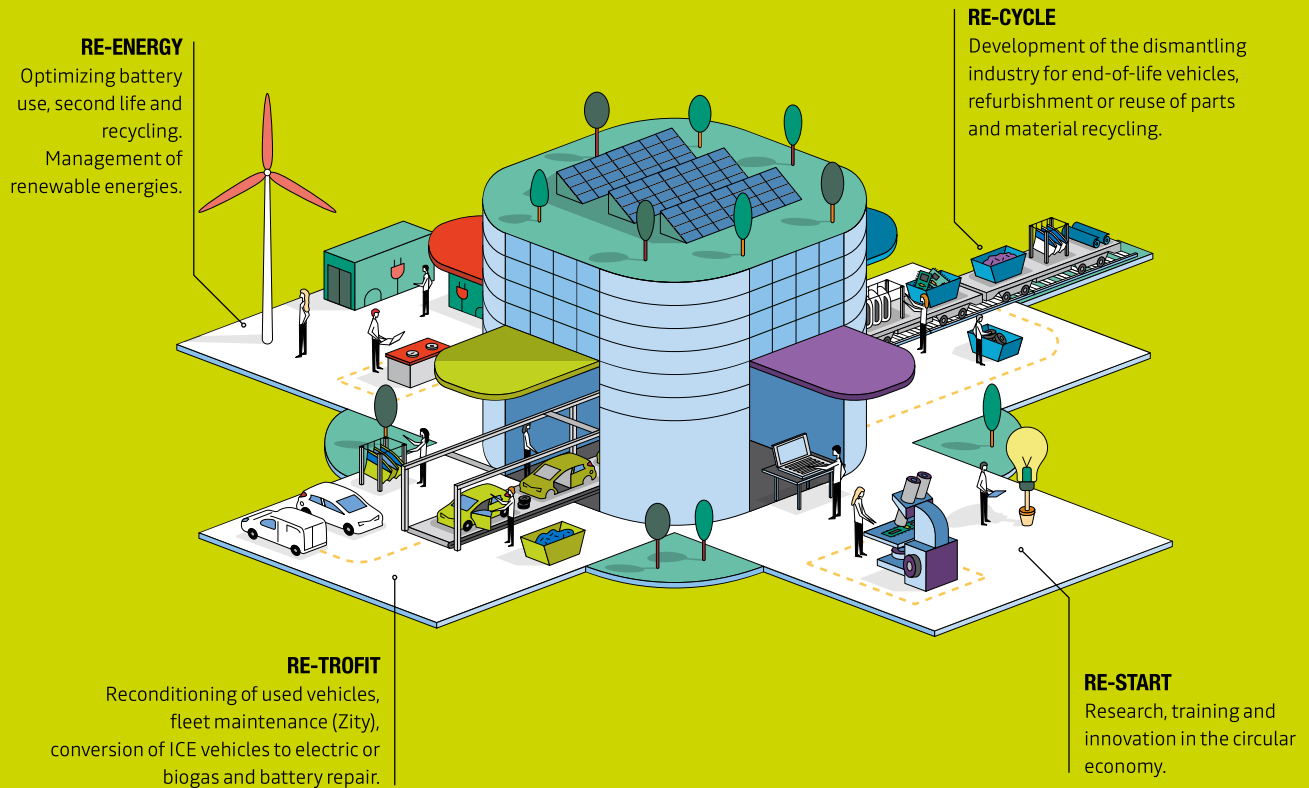 RE-ENERGY
Optimizing battery
use, second life and
recycling.
Management of
renewable energies.
RE-CYCLE
Development of the dismantling
industry for end-of-life vehicles,
refurbishment or reuse of parts
and material recycling.
RE-TROFIT
Reconditioning of used vehicles,
fleet maintenance (Zity),
conversion of ICE vehicles to electric or
biogas and battery repair.
RE-START
Research, training and
innovation in the circular
economy.